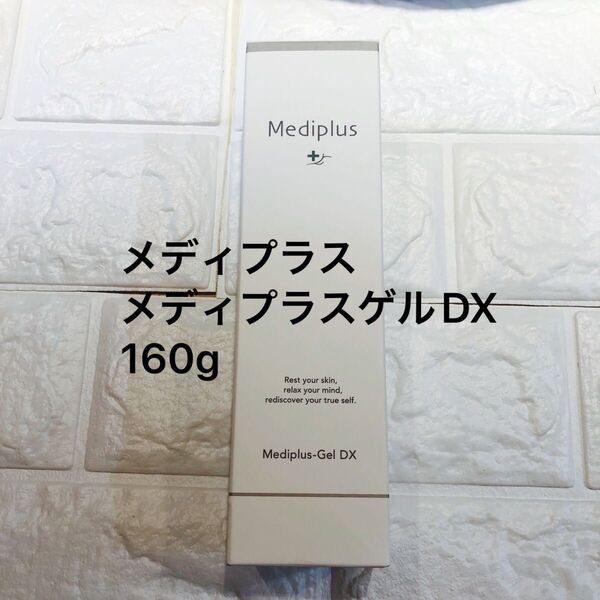 Mediplus
メディプラス
メディプラスゲルDX
160g
Rest your skin,
relax your mind,
rediscover your true self.
Mediplus-Gel DX